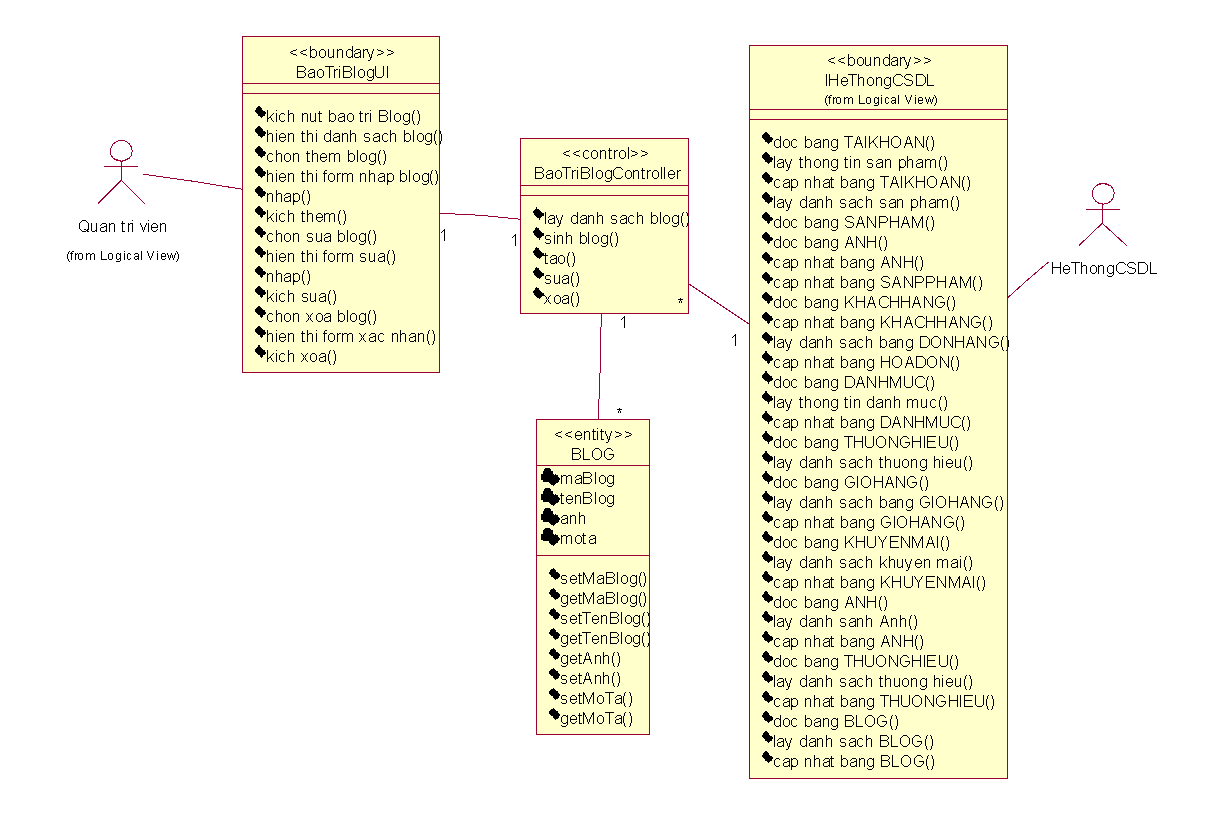 Quan tri vien
(from Logical View)
<<boundary>>
BaoTriBlogUI
kich nut bao tri Blog()
hien thi danh sach blog()
chon them blog()
hien thi form nhap blog()
nhap()
kich them()
chon sua blog()
hien thi form sua()
nhap()
kich sua()
chon xoa blog()
hien thi form xac nhan()
kich xoa()
1
1
<<control>>
BaoTriBlogController
lay danh sach blog()
sinh blog()
tao()
sua()
xoa()
*
1
1
*
<<entity>>
BLOG
maBlog
tenBlog
anh
mota
setMaBlog()
getMaBlog()
setTenBlog()
getTenBlog()
getAnh()
setAnh()
setMoTa()
getMoTa()
<<boundary>>
IHeThongCSDL
(from Logical View)
doc bang TAIKHOAN()
lay thong tin san pham()
cap nhat bang TAIKHOAN()
lay danh sach san pham()
doc bang SANPHAM()
doc bang ANH()
cap nhat bang ANH()
cap nhat bang SANPPHAM()
doc bang KHACHHANG()
cap nhat bang KHACHHANG()
lay danh sach bang DONHANG()
cap nhat bang HOADON()
doc bang DANHMUC()
lay thong tin danh muc()
cap nhat bang DANHMUC()
doc bang THUONGHIEU()
lay danh sach thuong hieu()
doc bang GIOHANG()
lay danh sach bang GIOHANG()
cap nhat bang GIOHANG()
doc bang KHUYENMAI()
lay danh sach khuyen mai()
cap nhat bang KHUYENMAI()
doc bang ANH()
lay danh sanh Anh()
cap nhat bang ANH()
doc bang THUONGHIEU()
lay danh sach thuong hieu()
cap nhat bang THUONGHIEU()
doc bang BLOG()
lay danh sach BLOG()
cap nhat bang BLOG()
HeThongCSDL